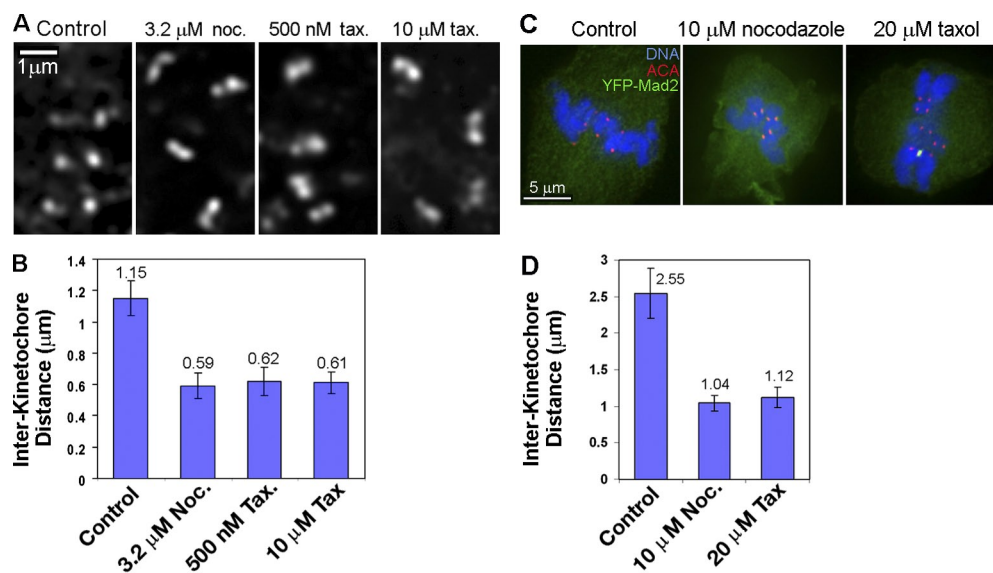 A
Control
3.2 μM noc.
500 nM tax.
10 μM tax.
1μm
B
Inter-Kinetochore
Distance (μm)
1.4
1.2
1
0.8
0.6
0.4
0.2
0
1.15
0.59
0.62
0.61
Control
3.2 μM Noc.
500 nM Tax.
10 μM Tax
C
Control
10 μM nocodazole
20 μM taxol
DNA
ACA
YFP-Mad2
5 μm
D
Inter-Kinetochore
Distance (μm)
3
2.5
2
1.5
1
0.5
0
2.55
1.04
1.12
Control
10 μM Noc.
20 μM Tax